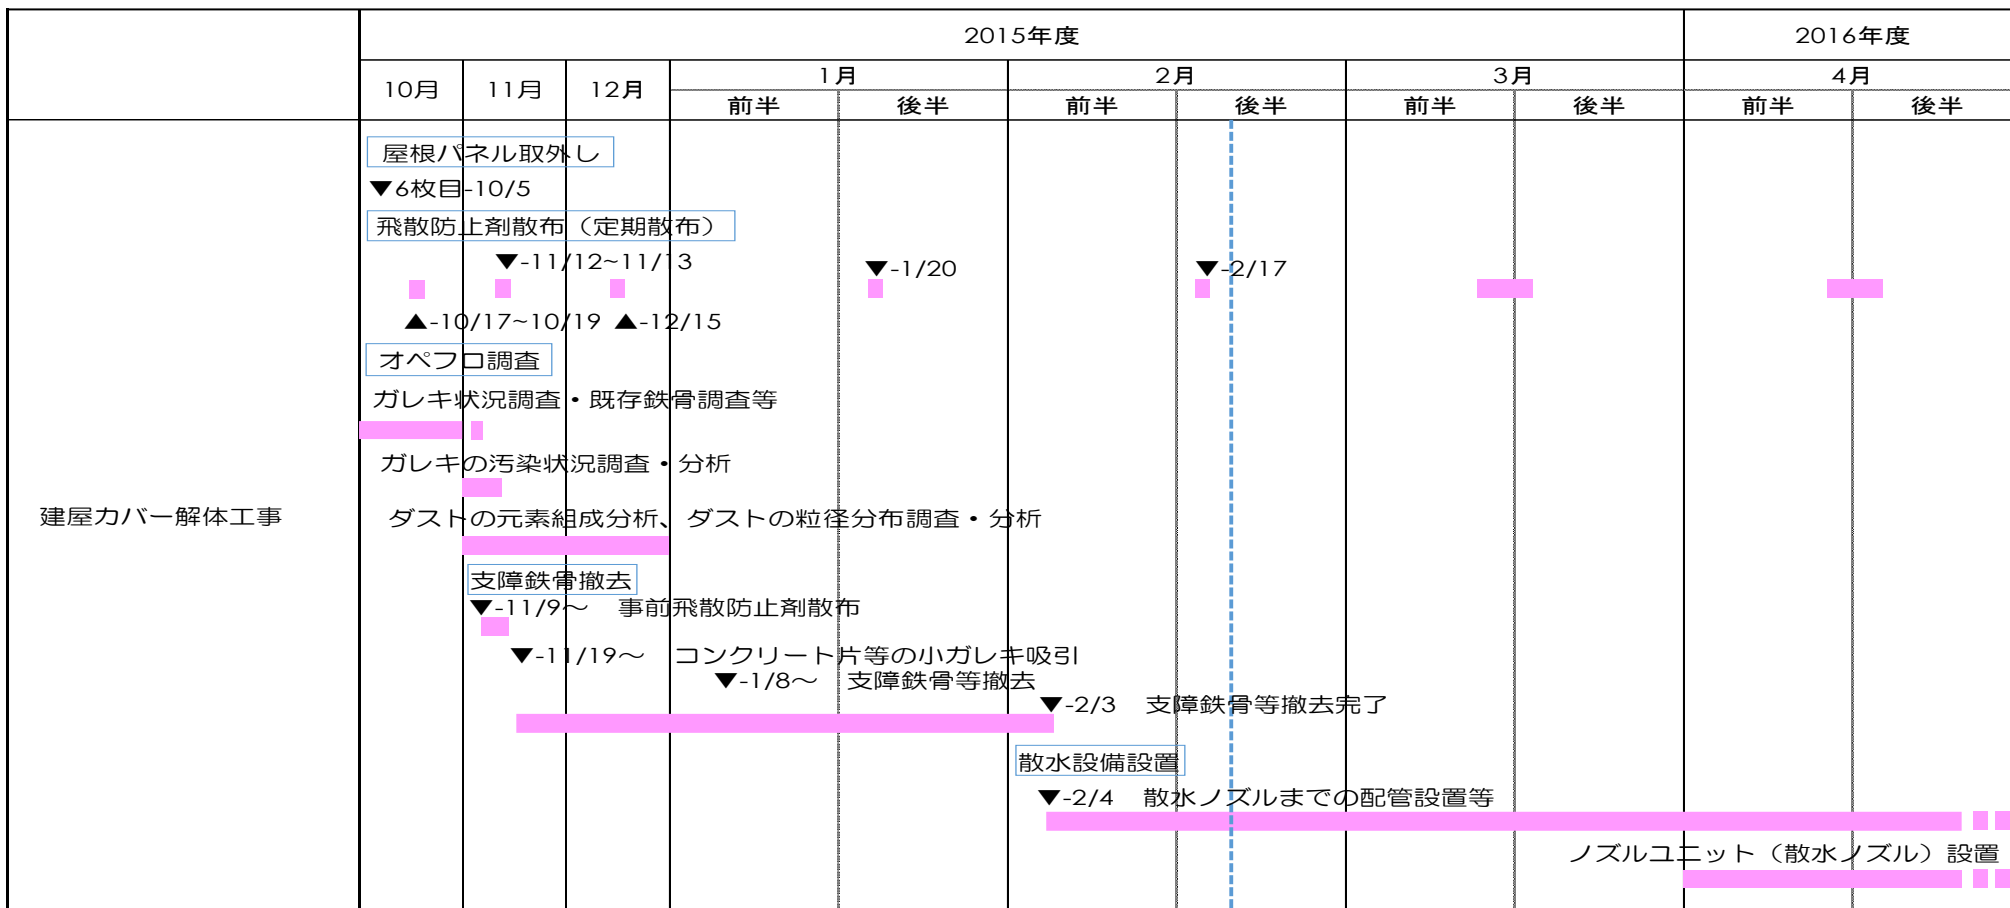 2015年度 2016年度
10月 11月 12月 1月 2月 3月 4月
前半 後半 前半 後半 前半 後半 前半 後半
屋根パネル取外し
▼6枚目-10/5
飛散防止剤散布（定期散布）
▼-11/12~11/13 ▼-1/20 ▼-2/17
▲-10/17~10/19 ▲-12/15
オペフロ調査
ガレキ状況調査・既存鉄骨調査等
ガレキの汚染状況調査・分析
建屋カバー解体工事
ダストの元素組成分析、ダストの粒径分布調査・分析
支障鉄骨撤去
▼-11/9～ 事前飛散防止剤散布
▼-11/19～ コンクリート片等の小ガレキ吸引
▼-1/8～ 支障鉄骨等撤去
▼-2/3 支障鉄骨等撤去完了
散水設備設置
▼-2/4 散水ノズルまでの配管設置等
ノズルユニット（散水ノズル）設置